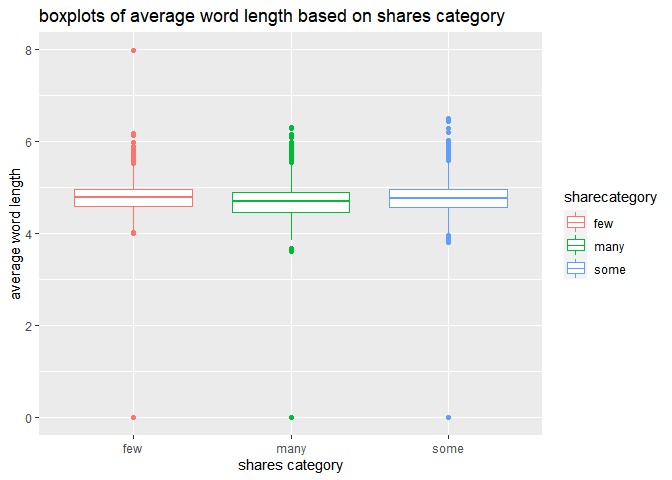 boxplots of average word length based on shares category
8
6
4
2
0
average word length
few
many
some
shares category
sharecategory
few
many
some